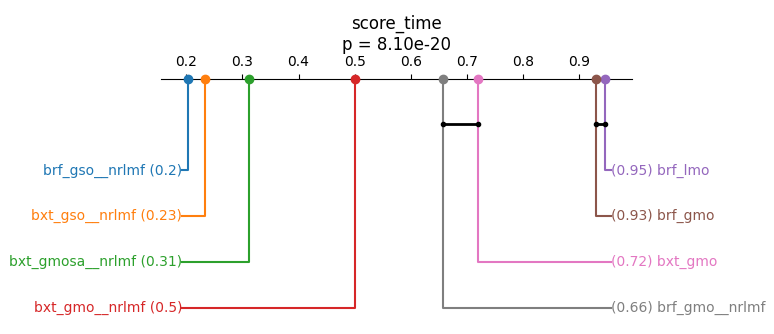 score_time
p = 8.10e-20
0.2 0.3 0.4 0.5 0.6 0.7 0.8 0.9
brf_gso__nrlmf (0.2) (0.95) brf_lmo
bxt_gso__nrlmf (0.23) (0.93) brf_gmo
bxt_gmosa__nrlmf (0.31) (0.72) bxt_gmo
bxt_gmo__nrlmf (0.5) (0.66) brf_gmo__nrlmf